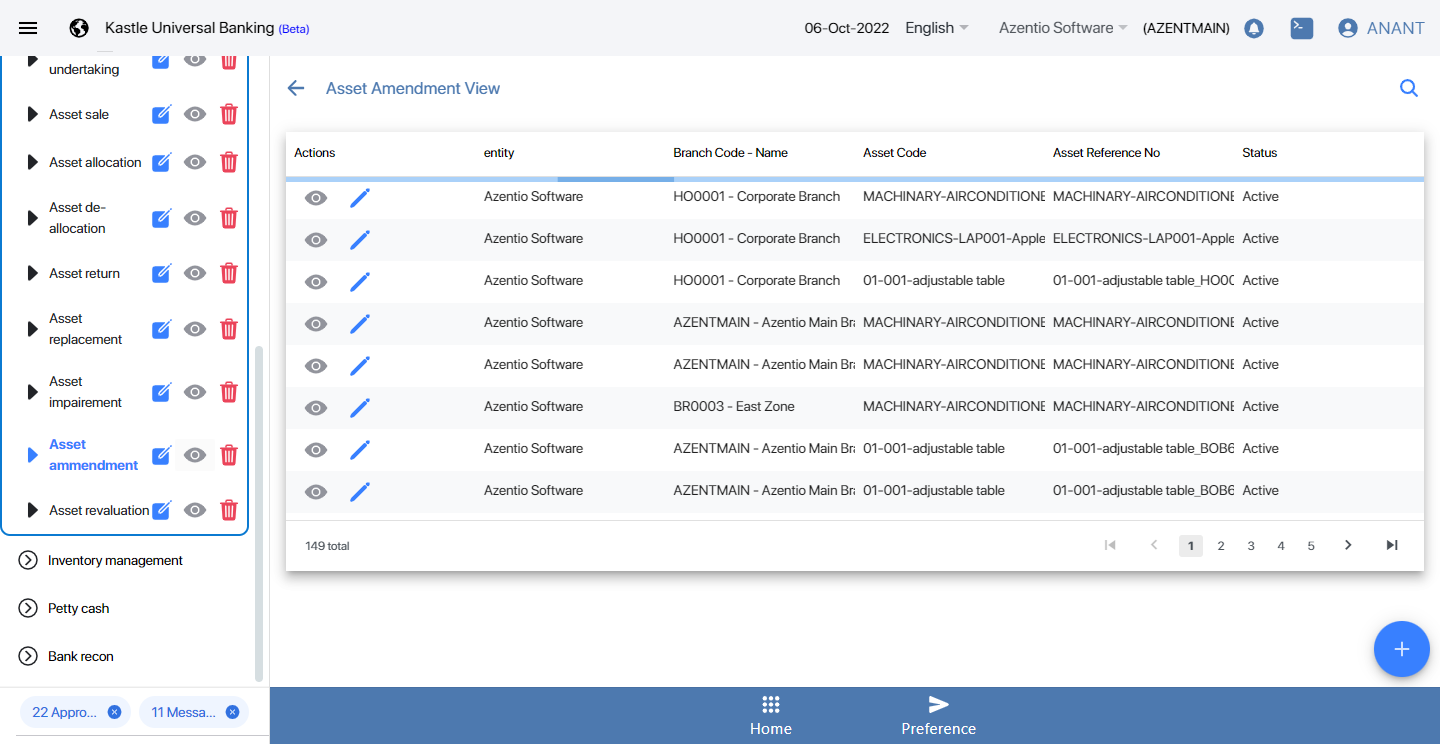 Kastle Universal Banking (Beta)
06-Oct-2022 English Azentio Software (AZENTMAIN) ANANT
undertaking
Asset sale
Asset allocation
Asset de-
allocation
Asset return
Asset
replacement
Asset
impairement
Asset
ammendment
Asset revaluation
Inventory management
Petty cash
Bank recon
22 Appro...
11 Messa...
Asset Amendment View
Actions entity Branch Code - Name Asset Code Asset Reference No Status
Azentio Software HO0001 - Corporate Branch MACHINARY-AIRCONDITIONE MACHINARY-AIRCONDITIONE Active
Azentio Software HO0001 - Corporate Branch ELECTRONICS-LAP001-Apple ELECTRONICS-LAP001-Apple Active
Azentio Software HO0001 - Corporate Branch 01-001-adjustable table 01-001-adjustable table_HO00 Active
Azentio Software AZENTMAIN - Azentio Main Bra MACHINARY-AIRCONDITIONE MACHINARY-AIRCONDITIONE Active
Azentio Software AZENTMAIN - Azentio Main Bra MACHINARY-AIRCONDITIONE MACHINARY-AIRCONDITIONE Active
Azentio Software BR0003 - East Zone MACHINARY-AIRCONDITIONE MACHINARY-AIRCONDITIONE Active
Azentio Software AZENTMAIN - Azentio Main Bra 01-001-adjustable table 01-001-adjustable table_BOB6 Active
Azentio Software AZENTMAIN - Azentio Main Bra 01-001-adjustable table 01-001-adjustable table_BOB6 Active
149 total
1 2 3 4 5
Home
Preference